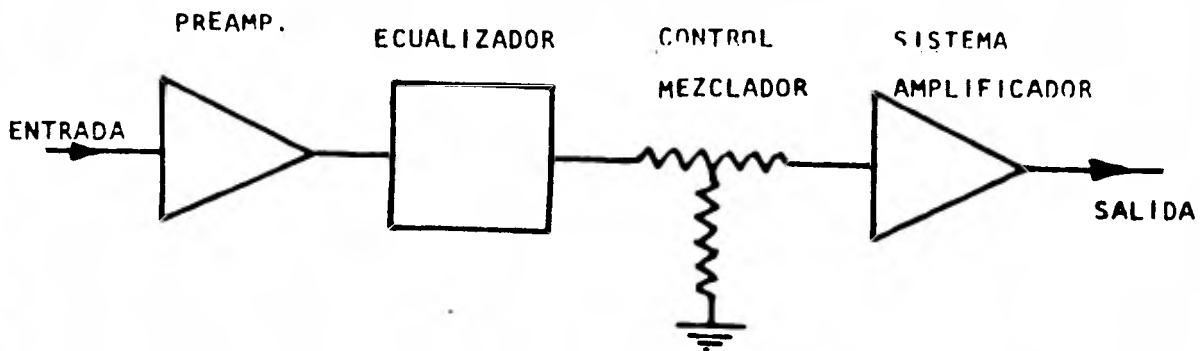 PREAMP.
ECUALIZADOR
CONTROL
MEZCLADOR
SISTEMA
AMPLIFICADOR
ENTRADA
SALIDA